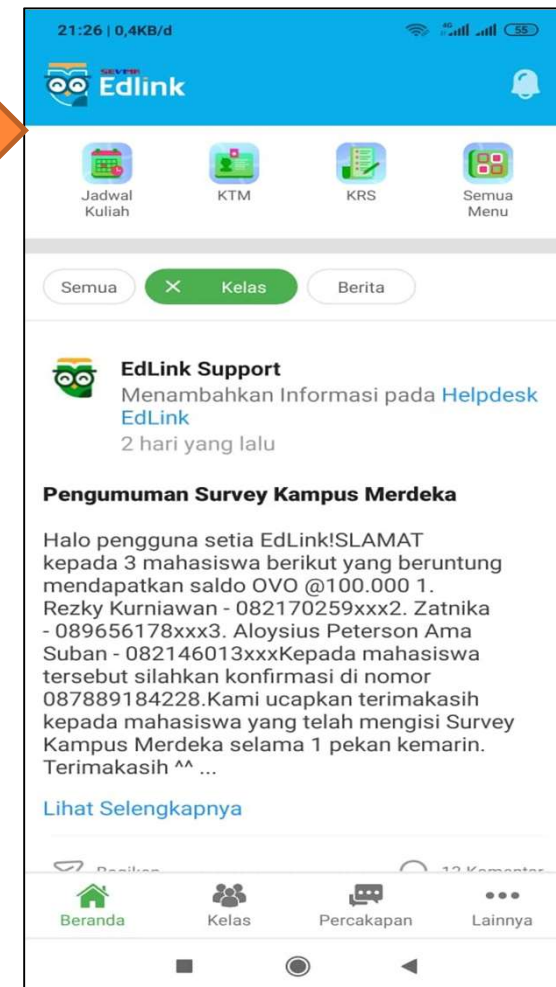 21:26 | 0,4KB/d
4G
55
SEVIMA
Edlink
Jadwal
Kuliah
KTM
KRS
Semua
Menu
Semua
× Kelas
Berita
EdLink Support
Menambahkan Informasi pada Helpdesk
EdLink
2 hari yang lalu
Pengumuman Survey Kampus Merdeka
Halo pengguna setia EdLink!SLAMAT
kepada 3 mahasiswa berikut yang beruntung
mendapatkan saldo OVO @100.000 1.
Rezky Kurniawan - 082170259xxx2. Zatnika
- 089656178xxx3. Aloysius Peterson Ama
Suban - 082146013xxxKepada mahasiswa
tersebut silahkan konfirmasi di nomor
087889184228.Kami ucapkan terimakasih
kepada mahasiswa yang telah mengisi Survey
Kampus Merdeka selama 1 pekan kemarin.
Terimakasih ^^ ...
Lihat Selengkapnya
Bagikan
12 Komentar
Beranda
Kelas
Percakapan
Lainnya